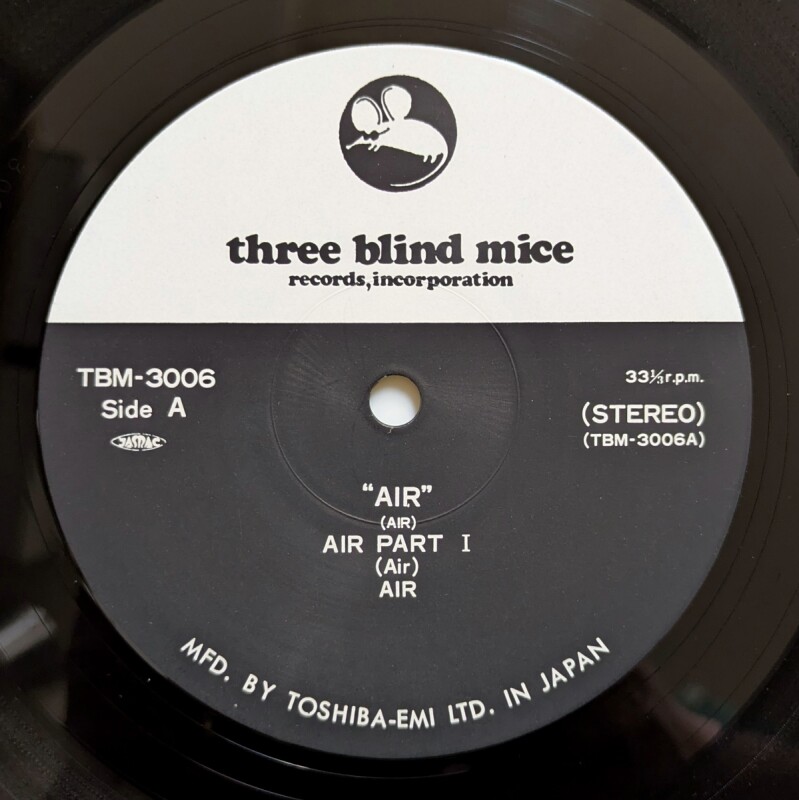 three blind mice
records, incorporation
TBM-3006
Side A
JASRAC
33⅓r.p.m.
(STEREO)
(TBM-3006A)
“AIR”
(AIR)
AIR PART I
(Air)
AIR
MFD. BY TOSHIBA-EMI LTD. IN JAPAN